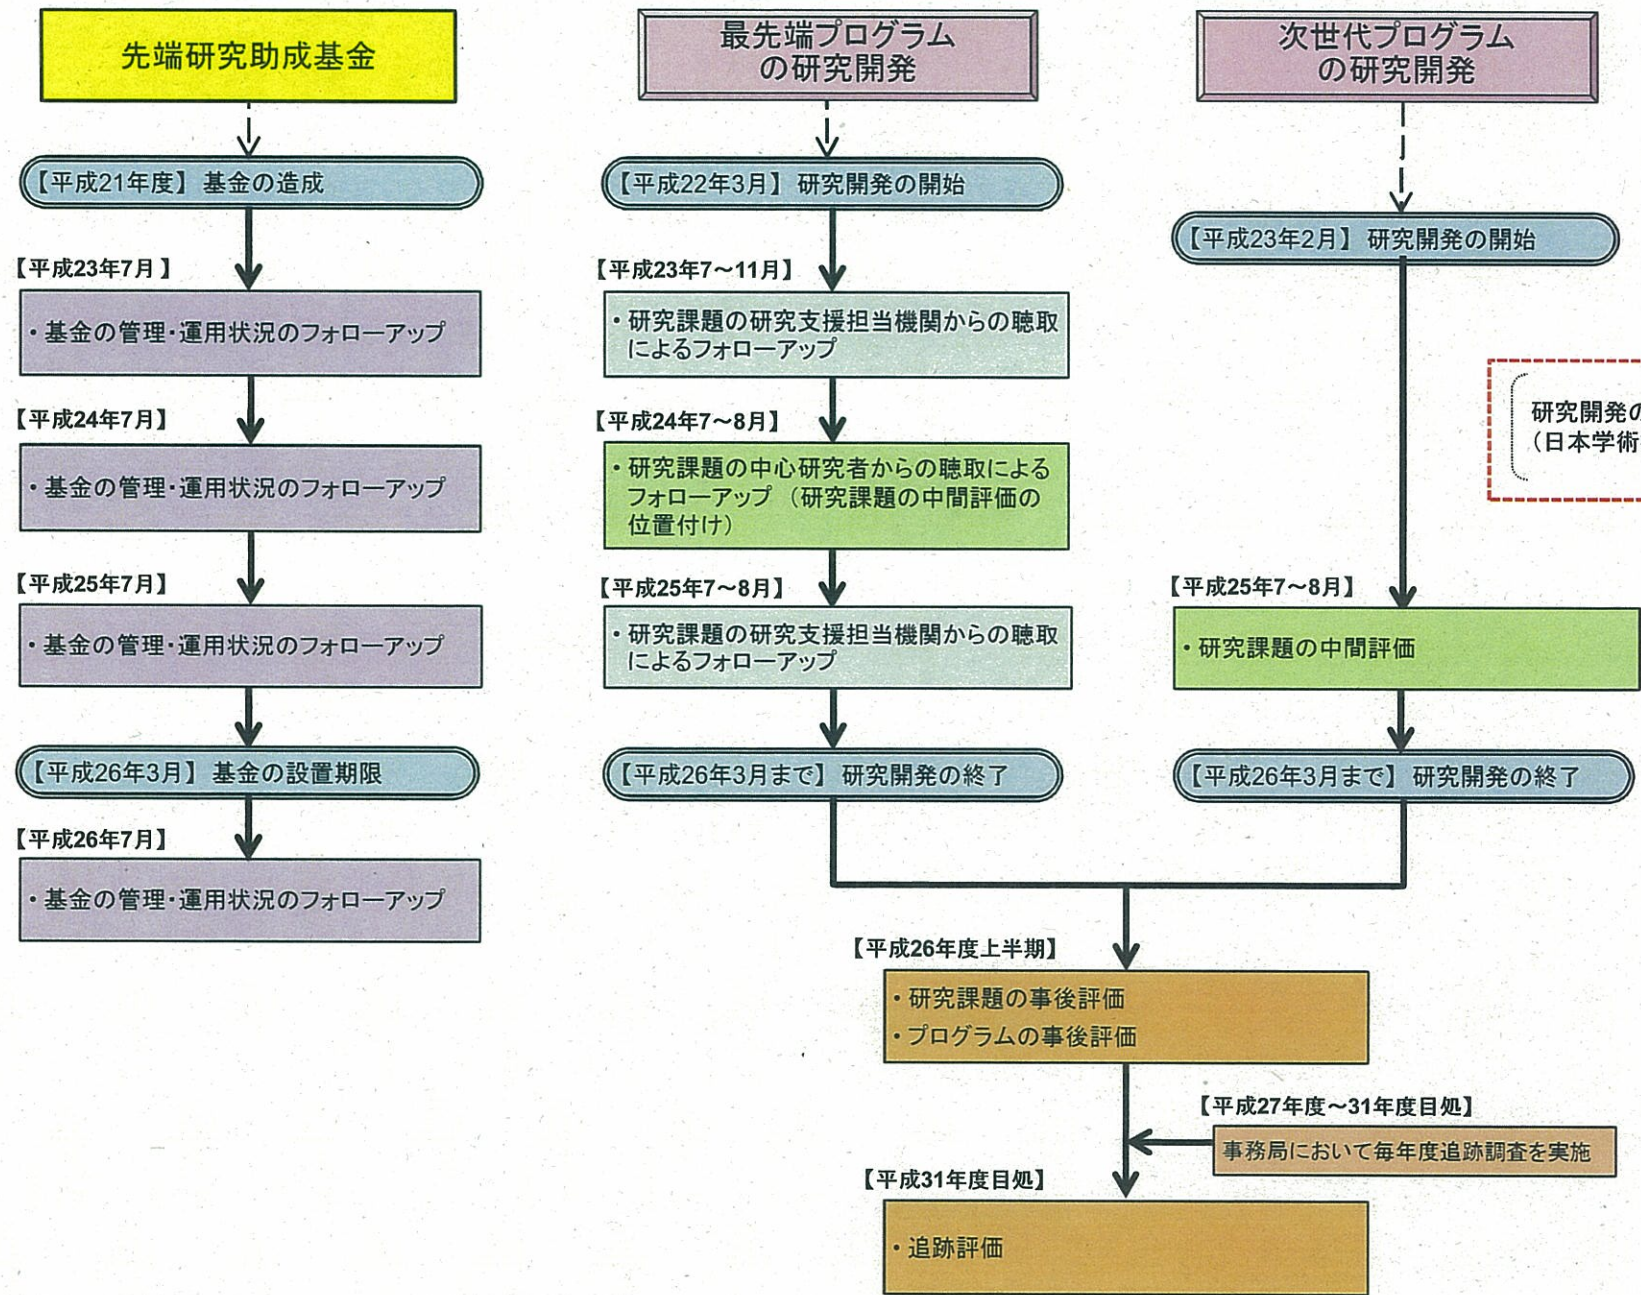 先端研究助成基金
【平成21年度】 基金の造成
【平成23年7月】
・基金の管理・運用状況のフォローアップ
【平成24年7月】
・基金の管理・運用状況のフォローアップ
【平成25年7月】
・基金の管理・運用状況のフォローアップ
【平成26年3月】 基金の設置期限
【平成26年7月】
・基金の管理・運用状況のフォローアップ
最先端プログラム
の研究開発
【平成22年3月】 研究開発の開始
【平成23年7～11月】
・研究課題の研究支援担当機関からの聴取
によるフォローアップ
【平成24年7～8月】
・研究課題の中心研究者からの聴取による
フォローアップ （研究課題の中間評価の
位置付け）
【平成25年7～8月】
・研究課題の研究支援担当機関からの聴取
によるフォローアップ
【平成26年3月まで】 研究開発の終了
次世代プログラム
の研究開発
【平成23年2月】 研究開発の開始
研究開発の
（日本学術
【平成25年7～8月】
・研究課題の中間評価
【平成26年3月まで】 研究開発の終了
【平成26年度上半期】
・研究課題の事後評価
・プログラムの事後評価
【平成27年度～31年度目処】
事務局において毎年度追跡調査を実施
【平成31年度目処】
・追跡評価